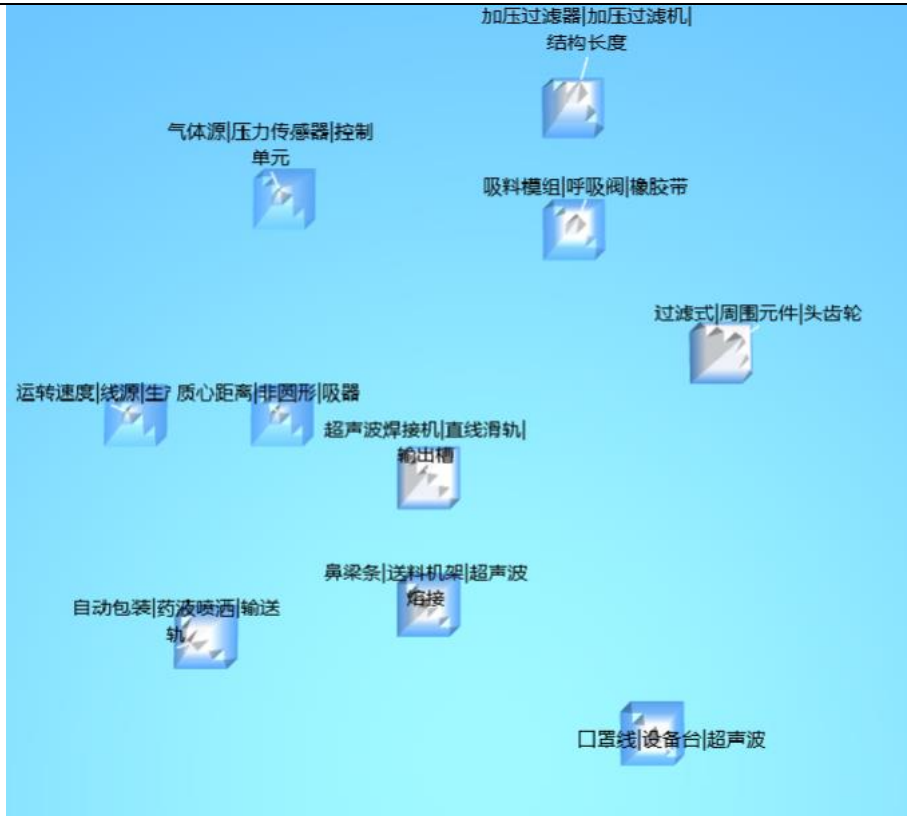 加压过滤器|加压过滤机|
结构长度
气体源|压力传感器|控制
单元
吸料模组|呼吸阀|橡胶带
过滤式|周围元件|头齿轮
运转速度|线源|生?
质心距离|非圆形|吸器
超声波焊接机|直线滑轨|
输出槽
鼻梁条|送料机架|超声波
熔接
自动包装|药液喷洒|输送
轨
口罩线|设备台|超声波